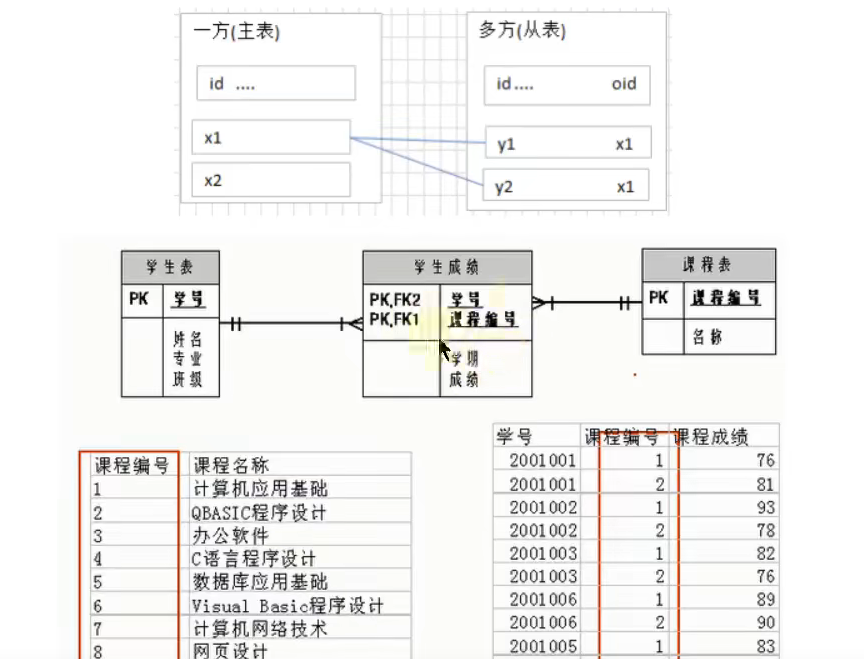 一方(主表)
id ....
x1
x2
多方(从表)
id.... oid
y1 x1
y2 x1
学生表
PK 学号
姓名
专业
班级
学生成绩
PK,FK2 学号
PK,FK1 课程编号
学期
成绩
课程表
PK 课程编号
名称
课程编号 课程名称
1 计算机应用基础
2 QBASIC程序设计
3 办公软件
4 C语言程序设计
5 数据库应用基础
6 Visual Basic程序设计
7 计算机网络技术
8 网页设计
学号 课程编号 课程成绩
2001001 1 76
2001001 2 81
2001002 1 93
2001002 2 78
2001003 1 82
2001003 2 76
2001006 1 89
2001006 2 90
2001005 1 83